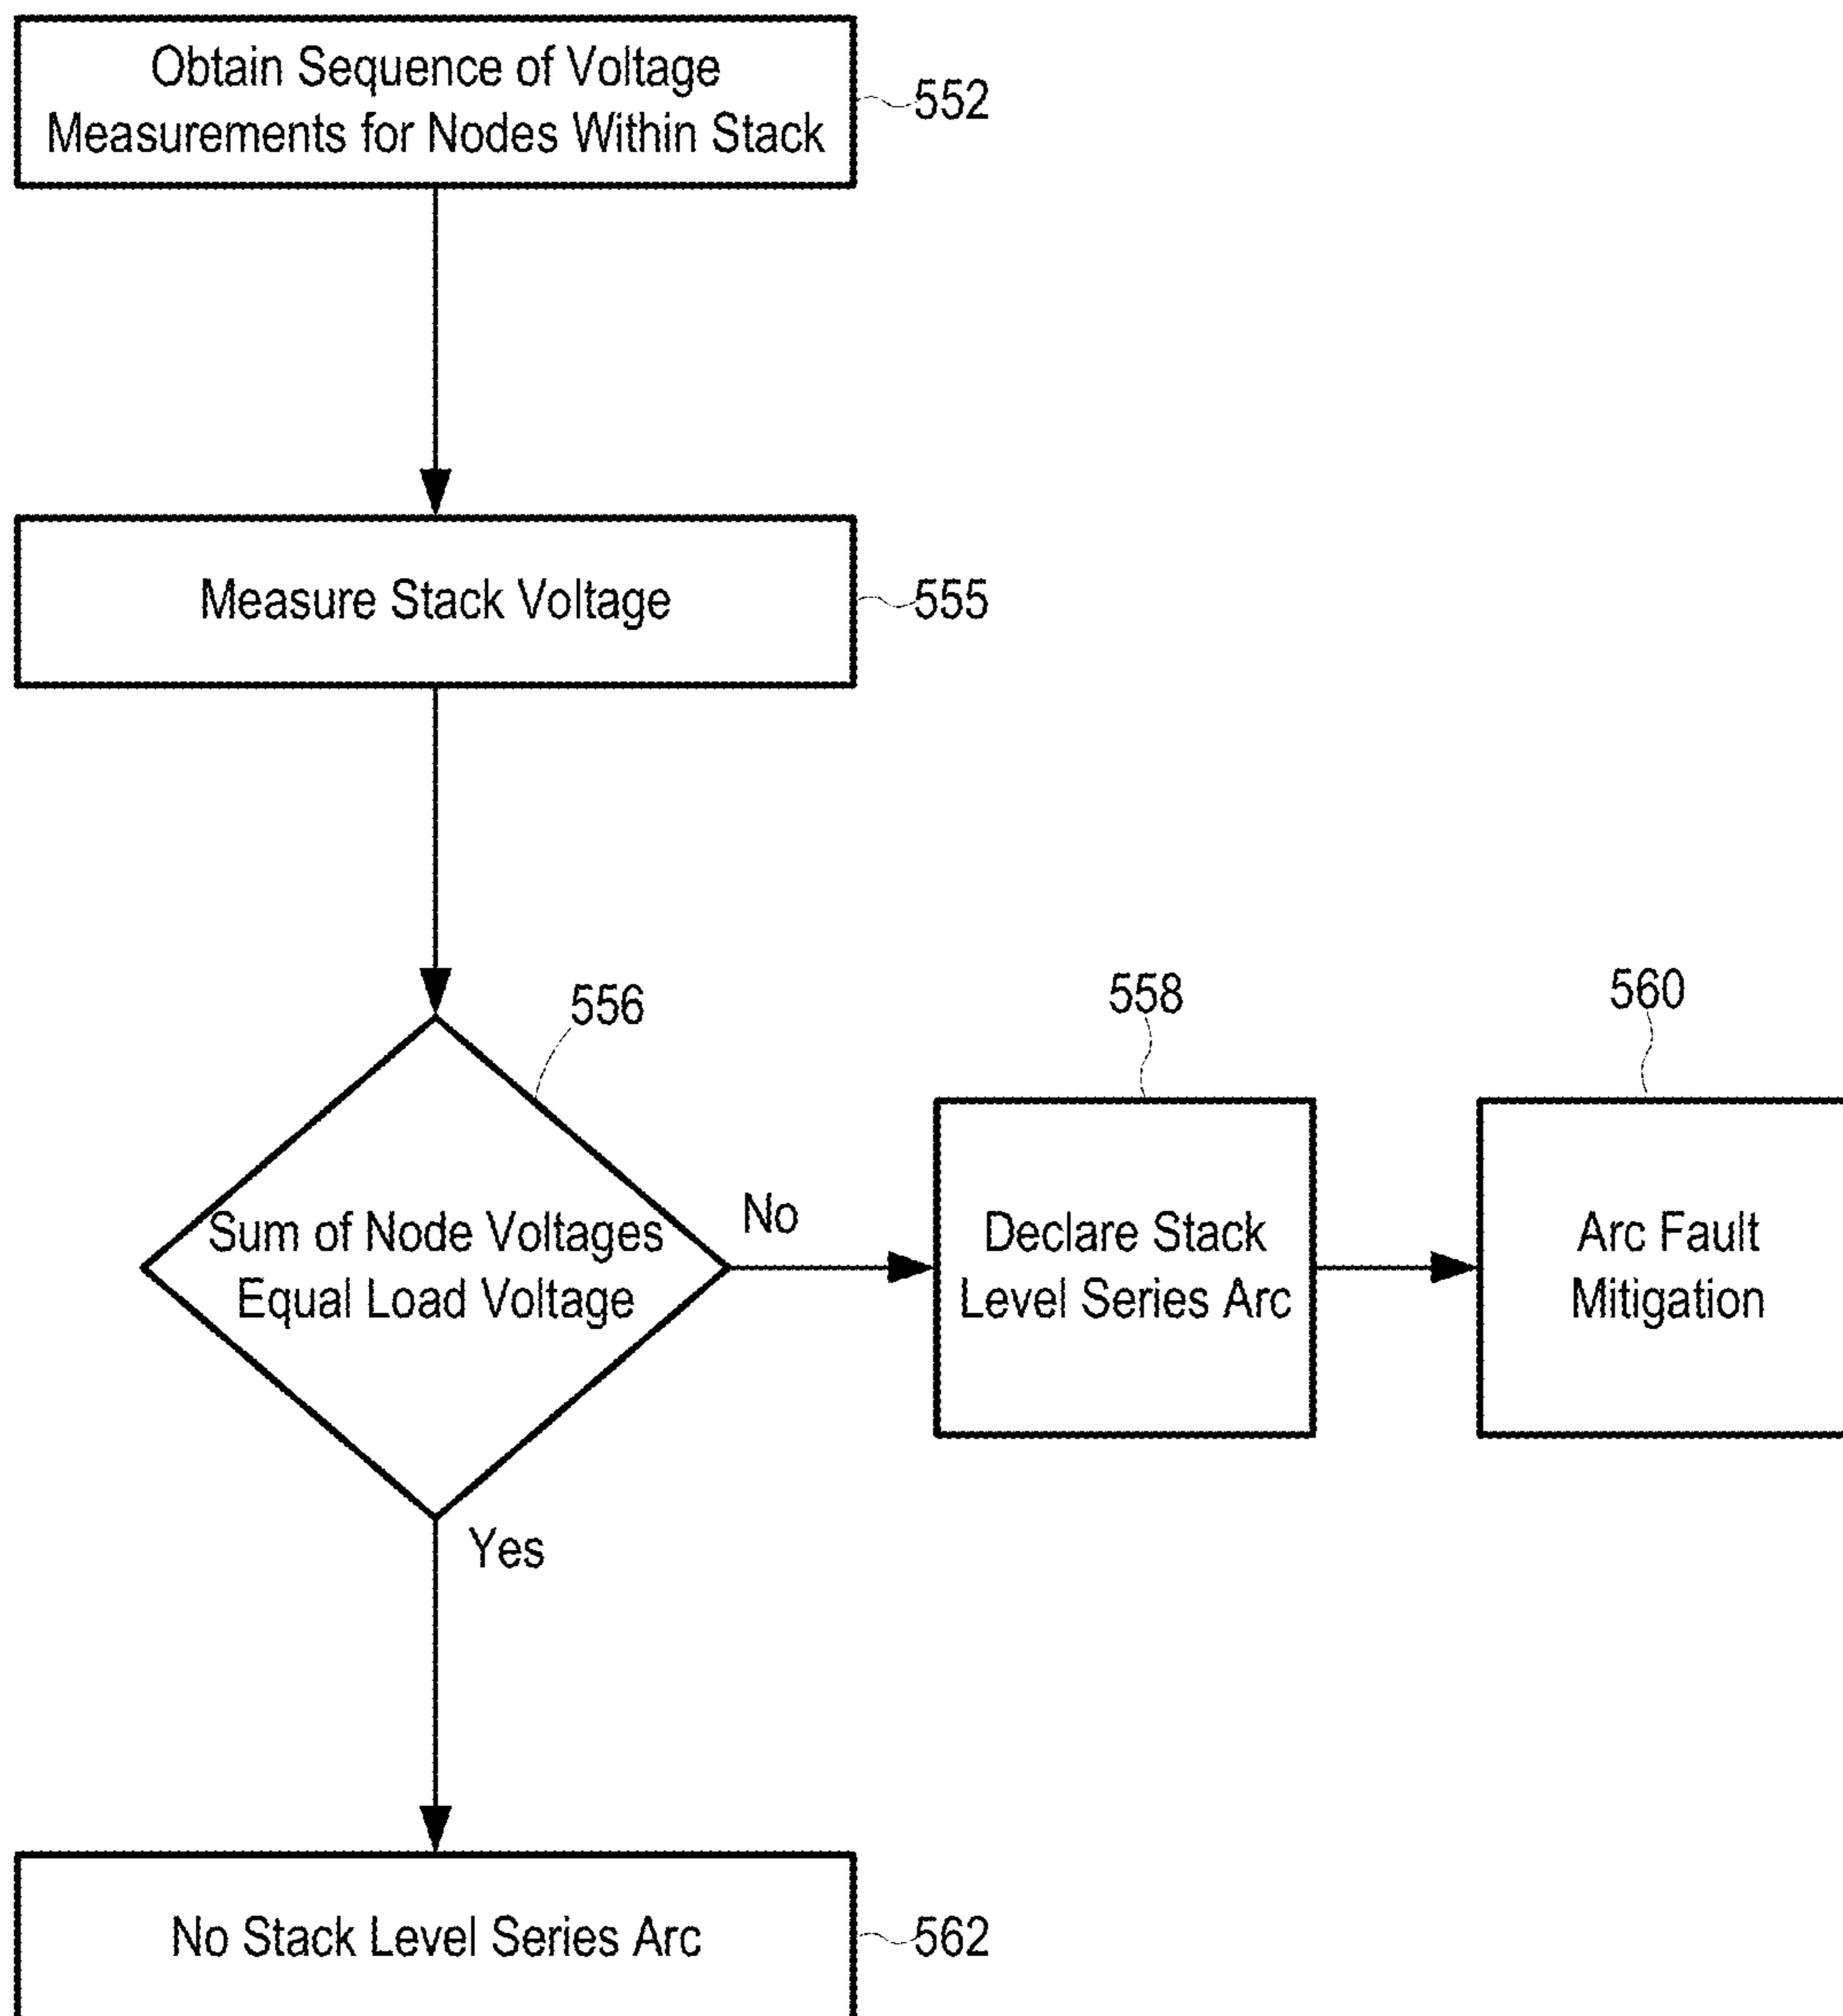 Obtain Sequence of Voltage
Measurements for Nodes Within Stack
552
Measure Stack Voltage
555
556
Sum of Node Voltages
Equal Load Voltage
No
558
Declare Stack
Level Series Arc
560
Arc Fault
Mitigation
Yes
No Stack Level Series Arc
562